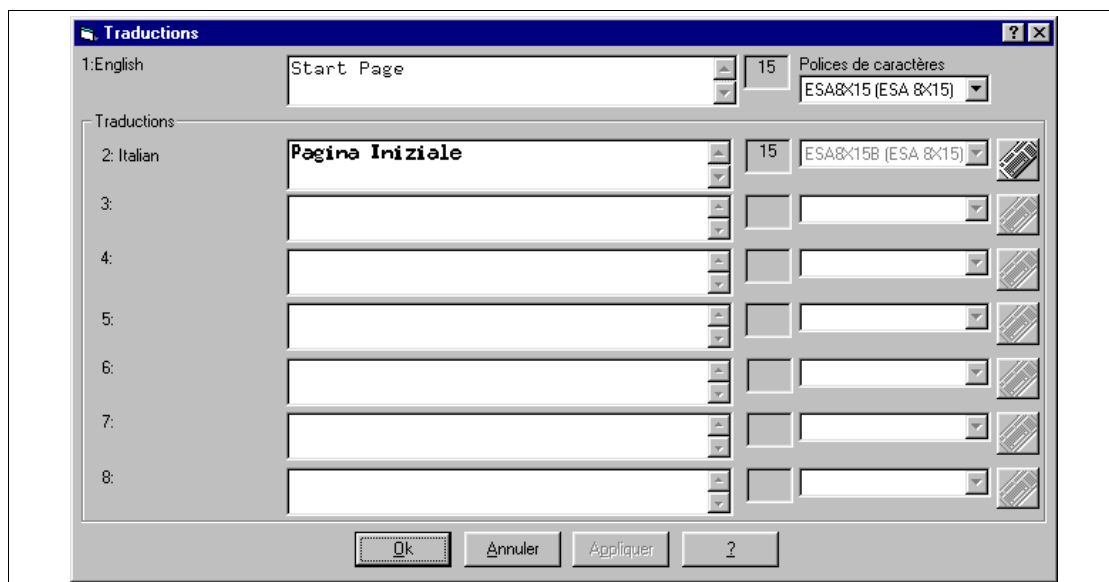 Traductions
1:English
Start Page
15
Polices de caractères
ESA8X15 (ESA 8X15)
Traductions
2: Italian
Pagina Iniziale
15
ESA8X15B (ESA 8X15)
3:
4:
5:
6:
7:
8:
Ok Annuler Appliquer ?